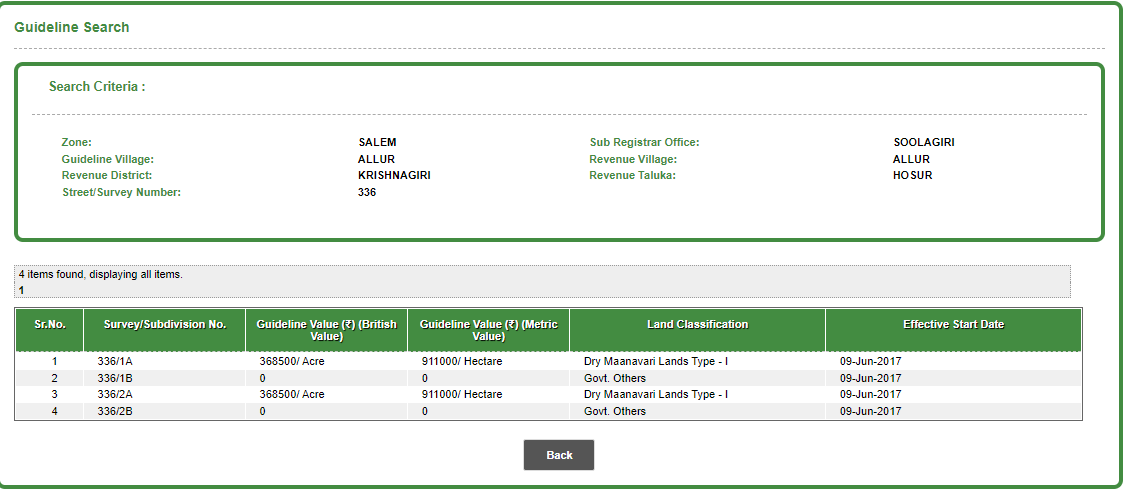 Guideline Search
Search Criteria :
Zone: SALEM Sub Registrar Office: SOOLAGIRI
Guideline Village: ALLUR Revenue Village: ALLUR
Revenue District: KRISHNAGIRI Revenue Taluka: HOSUR
Street/Survey Number: 336
4 items found, displaying all items.
1
Sr.No. Survey/Subdivision No. Guideline Value (₹) (British Value) Guideline Value (₹) (Metric Value) Land Classification Effective Start Date
1 336/1A 368500/ Acre 911000/ Hectare Dry Maanavari Lands Type - I 09-Jun-2017
2 336/1B 0 0 Govt. Others 09-Jun-2017
3 336/2A 368500/ Acre 911000/ Hectare Dry Maanavari Lands Type - I 09-Jun-2017
4 336/2B 0 0 Govt. Others 09-Jun-2017
Back